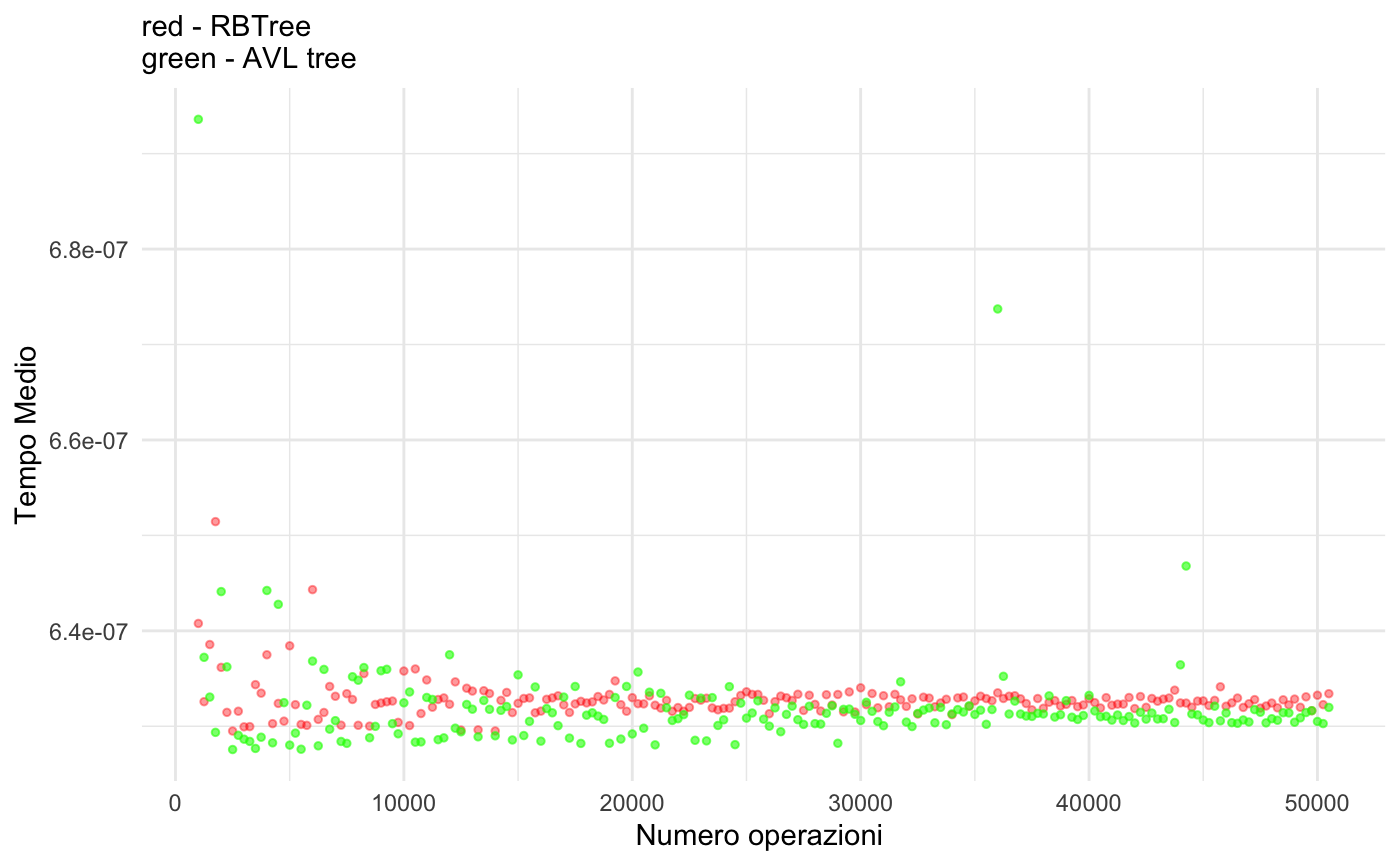 red - RBTree
green - AVL tree
Tempo Medio
6.8e-07
6.6e-07
6.4e-07
0 10000 20000 30000 40000 50000
Numero operazioni